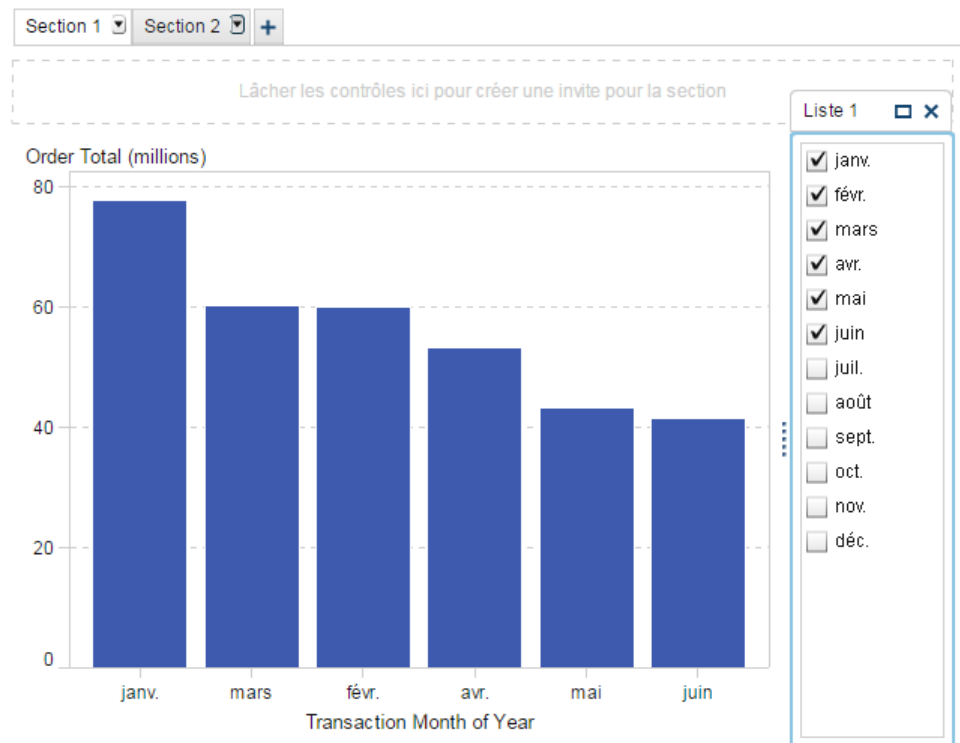 Section 1 Section 2 +
Lâcher les contrôles ici pour créer une invite pour la section
Liste 1
Order Total (millions)
80
60
40
20
0
janv. mars févr. avr. mai juin
Transaction Month of Year
janv.
févr.
mars
avr.
mai
juin
juil.
août
sept.
oct.
nov.
déc.